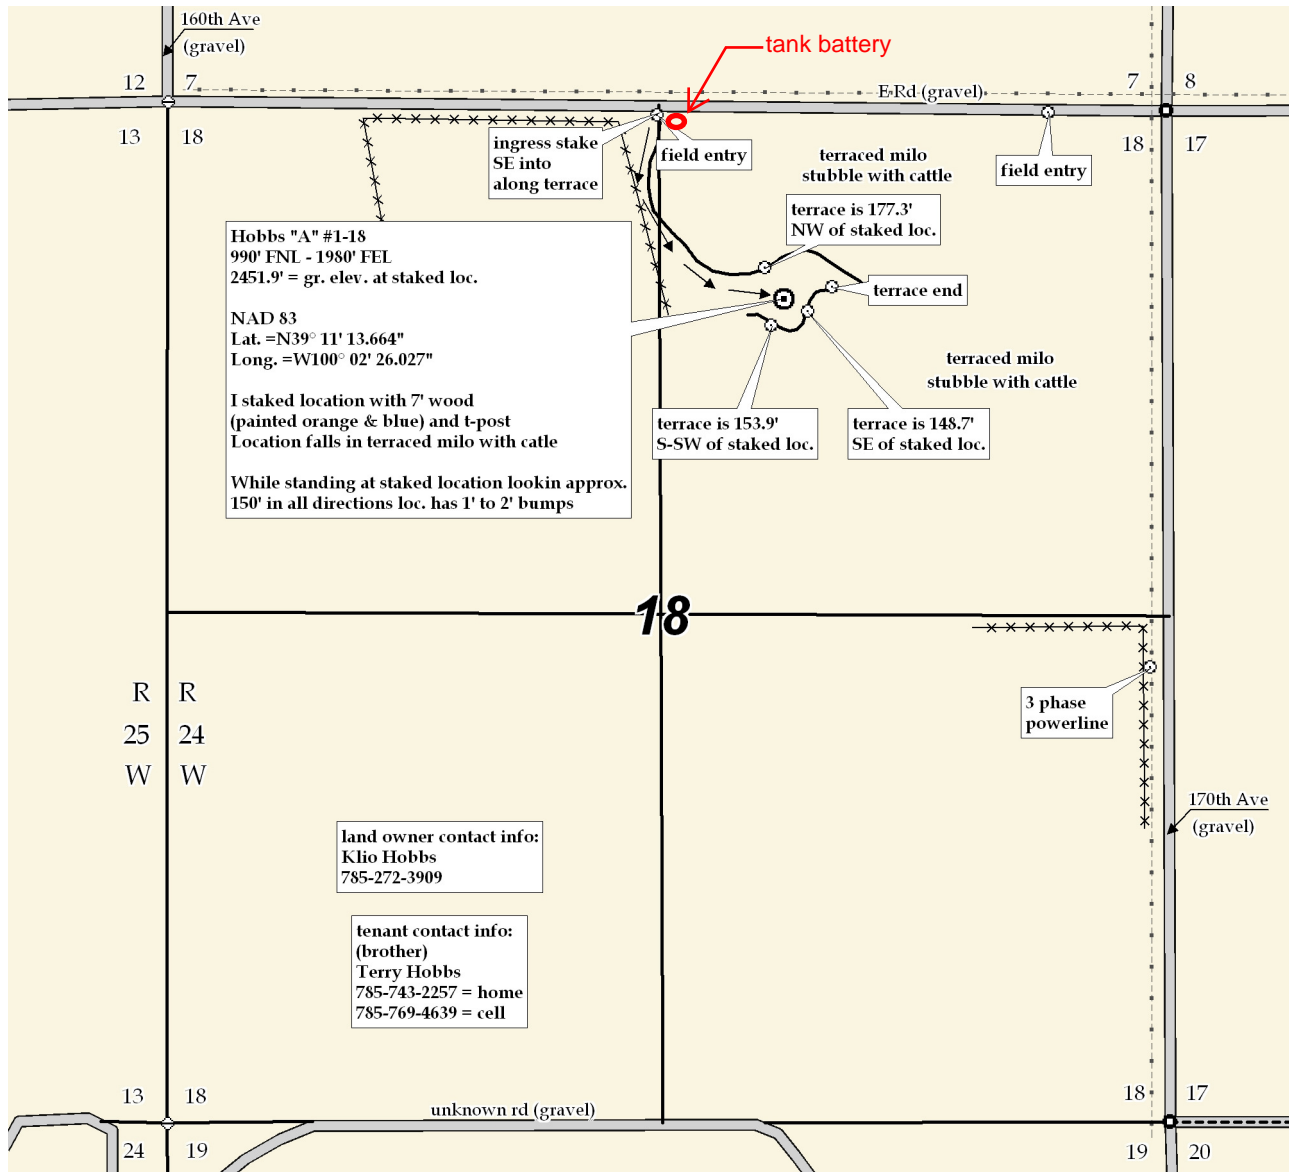 160th Ave
(gravel)
tank battery
12
7
7
8
E Rd (gravel)
13
18
18
17
ingress stake
SE into
along terrace
field entry
terraced milo
stubble with cattle
field entry
terrace is 177.3'
NW of staked loc.
Hobbs "A" #1-18
990' FNL - 1980' FEL
2451.9' = gr. elev. at staked loc.
NAD 83
Lat. =N39° 11' 13.664"
Long. =W100° 02' 26.027"
I staked location with 7' wood
(painted orange & blue) and t-post
Location falls in terraced milo with catle
While standing at staked location lookin approx.
150' in all directions loc. has 1' to 2' bumps
terrace end
terraced milo
stubble with cattle
terrace is 153.9'
S-SW of staked loc.
terrace is 148.7'
SE of staked loc.
18
R
25
W
R
24
W
3 phase
powerline
170th Ave
(gravel)
land owner contact info:
Klio Hobbs
785-272-3909
tenant contact info:
(brother)
Terry Hobbs
785-743-2257 = home
785-769-4639 = cell
13
18
unknown rd (gravel)
18
17
24
19
19
20